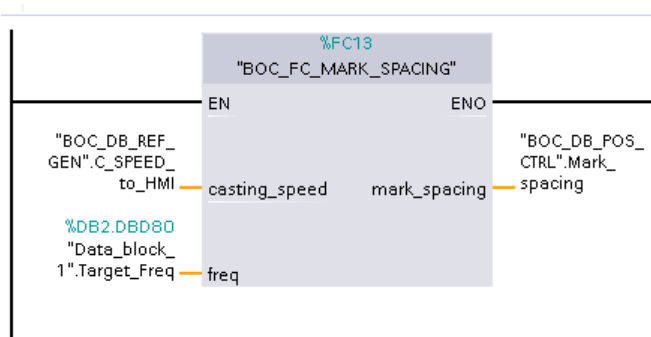 %FC13
"BOC_FC_MARK_SPACING"
EN ENO
"BOC_DB_REF_
GEN".C_SPEED_
to_HMI
casting_speed
mark_spacing
"BOC_DB_POS_
CTRL".Mark_
spacing
%DB2.DBD80
"Data_block_
1".Target_Freq
freq